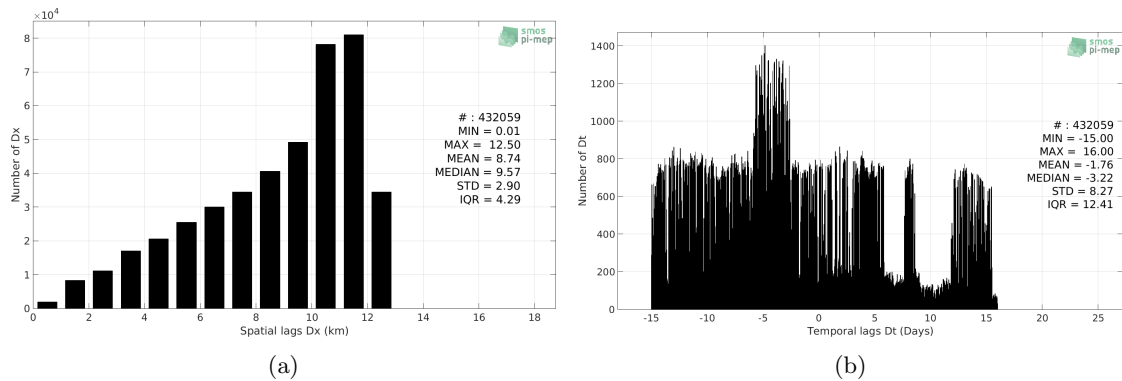 ×10⁴
8
7
6
5
4
3
2
1
0
Number of Dx
0 2 4 6 8 10 12 14 16 18
Spatial lags Dx (km)
smos
pi-mep
# : 432059
MIN = 0.01
MAX = 12.50
MEAN = 8.74
MEDIAN = 9.57
STD = 2.90
IQR = 4.29
(a)
1400
1200
1000
800
600
400
200
0
Number of Dt
-15 -10 -5 0 5 10 15 20 25
Temporal lags Dt (Days)
smos
pi-mep
# : 432059
MIN = -15.00
MAX = 16.00
MEAN = -1.76
MEDIAN = -3.22
STD = 8.27
IQR = 12.41
(b)